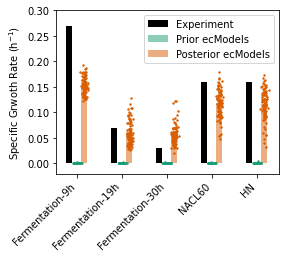 0.30
0.25
0.20
0.15
0.10
0.05
0.00
Specific Grwoth Rate (h⁻¹)
Experiment
Prior ecModels
Posterior ecModels
Fermentation-9h
Fermentation-19h
Fermentation-30h
NACL60
HN